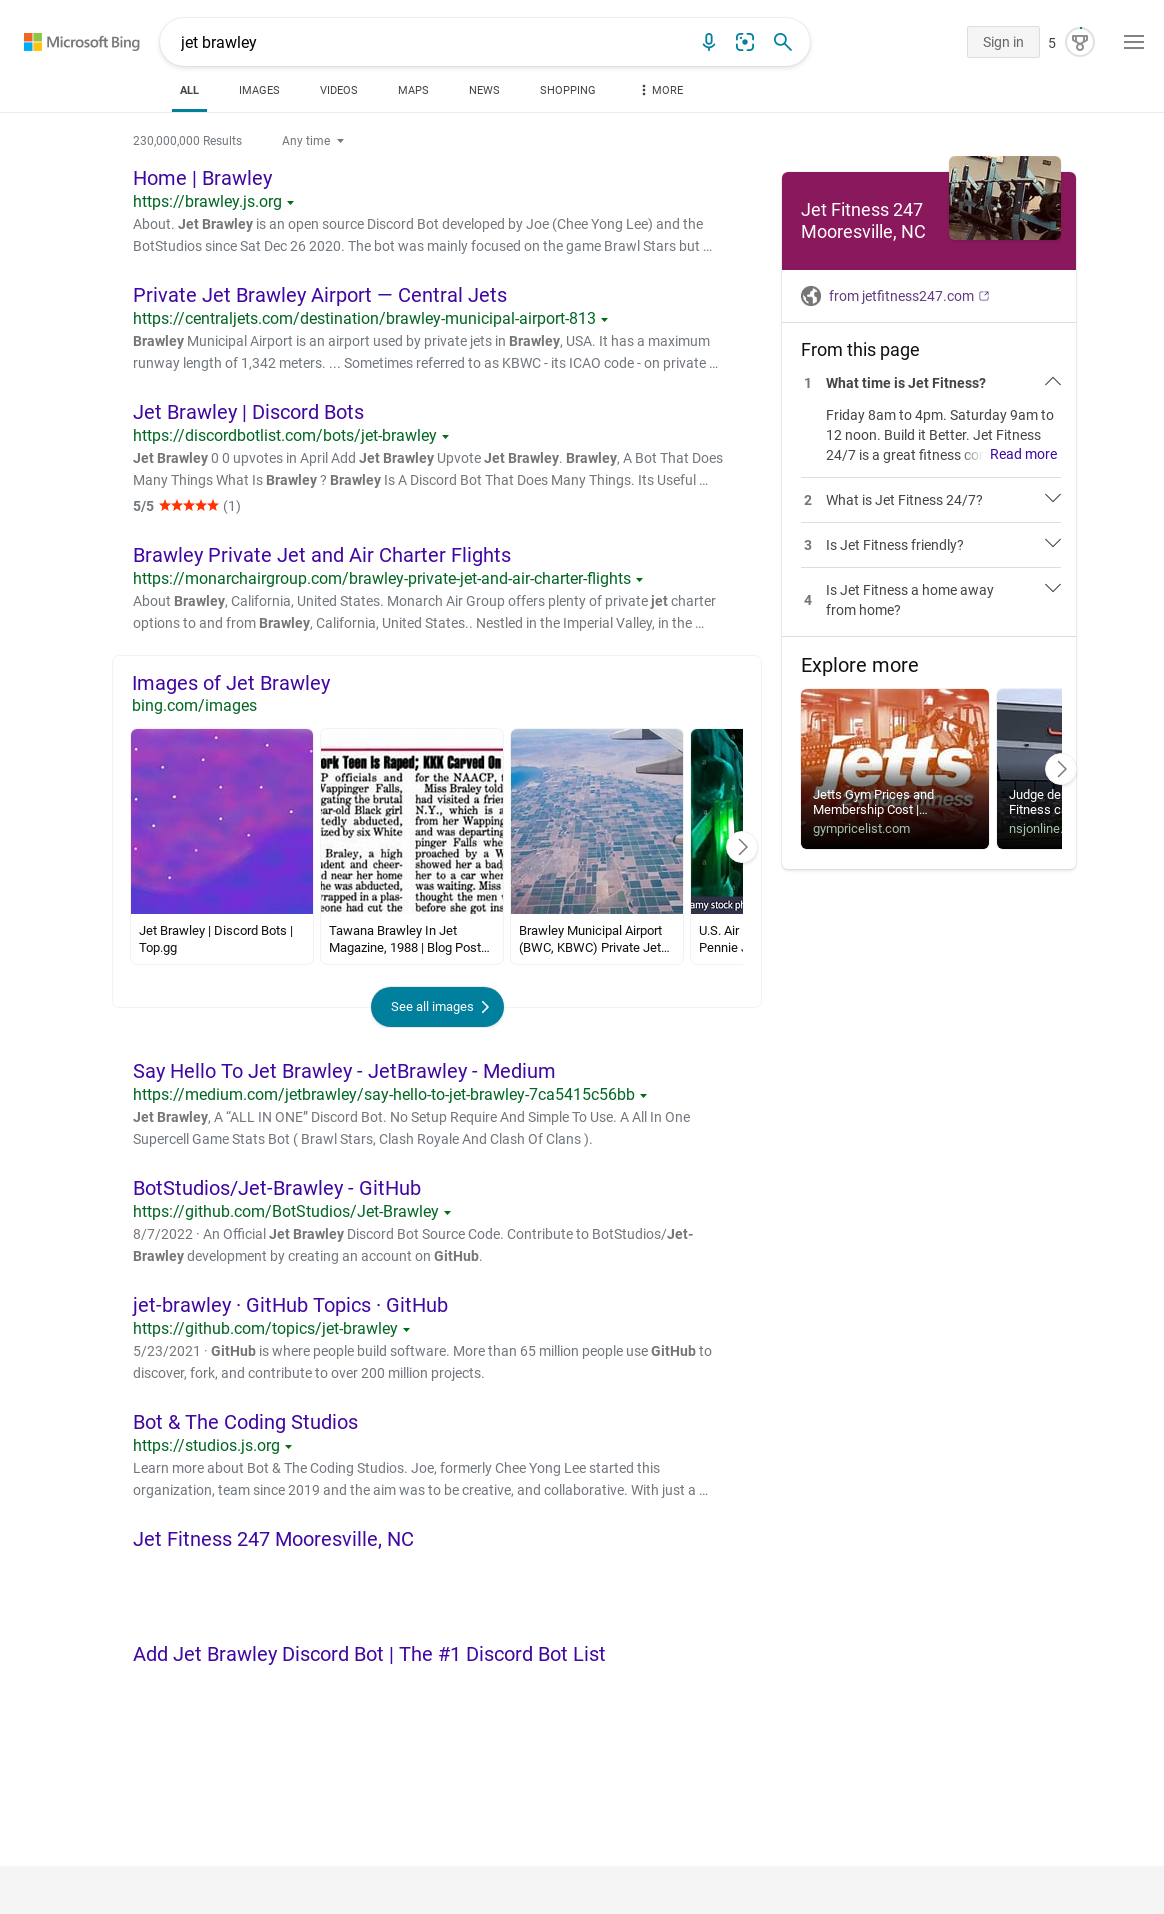 Microsoft Bing
jet brawley
Sign in
5
ALL
IMAGES
VIDEOS
MAPS
NEWS
SHOPPING
MORE
230,000,000 Results
Any time
Home | Brawley
https://brawley.js.org
About. Jet Brawley is an open source Discord Bot developed by Joe (Chee Yong Lee) and the
BotStudios since Sat Dec 26 2020. The bot was mainly focused on the game Brawl Stars but …
Private Jet Brawley Airport — Central Jets
https://centraljets.com/destination/brawley-municipal-airport-813
Brawley Municipal Airport is an airport used by private jets in Brawley, USA. It has a maximum
runway length of 1,342 meters. ... Sometimes referred to as KBWC - its ICAO code - on private …
Jet Brawley | Discord Bots
https://discordbotlist.com/bots/jet-brawley
Jet Brawley 0 0 upvotes in April Add Jet Brawley Upvote Jet Brawley. Brawley, A Bot That Does
Many Things What Is Brawley ? Brawley Is A Discord Bot That Does Many Things. Its Useful …
5/5 (1)
Brawley Private Jet and Air Charter Flights
https://monarchairgroup.com/brawley-private-jet-and-air-charter-flights
About Brawley, California, United States. Monarch Air Group offers plenty of private jet charter
options to and from Brawley, California, United States.. Nestled in the Imperial Valley, in the …
Images of Jet Brawley
bing.com/images
ork Teen Is Raped; KKK Carved On
P officials and
Wappinger Falls,
gating the brutal
ear-old Black girl
tedly abducted,
ized by six White
Braley, a high
dent and cheer-
d near her home
he was abducted,
wrapped in a plas-
eone had cut the
for the NAACP, t
Miss Braley told
had visited a frie
N.Y., which is a
from her Wapping
and was departing
pinger Falls whe
proached by a W
showed her a bad
her to a car wher
was waiting. Miss
thought the men w
before she got ins
amy stock ph
Jet Brawley | Discord Bots |
Top.gg
Tawana Brawley In Jet
Magazine, 1988 | Blog Post…
Brawley Municipal Airport
(BWC, KBWC) Private Jet…
U.S. Air
Pennie J
See all images
Say Hello To Jet Brawley - JetBrawley - Medium
https://medium.com/jetbrawley/say-hello-to-jet-brawley-7ca5415c56bb
Jet Brawley, A “ALL IN ONE” Discord Bot. No Setup Require And Simple To Use. A All In One
Supercell Game Stats Bot ( Brawl Stars, Clash Royale And Clash Of Clans ).
BotStudios/Jet-Brawley - GitHub
https://github.com/BotStudios/Jet-Brawley
8/7/2022 · An Official Jet Brawley Discord Bot Source Code. Contribute to BotStudios/Jet-
Brawley development by creating an account on GitHub.
jet-brawley · GitHub Topics · GitHub
https://github.com/topics/jet-brawley
5/23/2021 · GitHub is where people build software. More than 65 million people use GitHub to
discover, fork, and contribute to over 200 million projects.
Bot & The Coding Studios
https://studios.js.org
Learn more about Bot & The Coding Studios. Joe, formerly Chee Yong Lee started this
organization, team since 2019 and the aim was to be creative, and collaborative. With just a …
Jet Fitness 247 Mooresville, NC
Add Jet Brawley Discord Bot | The #1 Discord Bot List
Jet Fitness 247
Mooresville, NC
from jetfitness247.com
From this page
1 What time is Jet Fitness?
Friday 8am to 4pm. Saturday 9am to
12 noon. Build it Better. Jet Fitness
24/7 is a great fitness con Read more
2 What is Jet Fitness 24/7?
3 Is Jet Fitness friendly?
4 Is Jet Fitness a home away
from home?
Explore more
jetts
24 hour fitness
Jetts Gym Prices and
Membership Cost |…
gympricelist.com
Judge de
Fitness c
nsjonline.